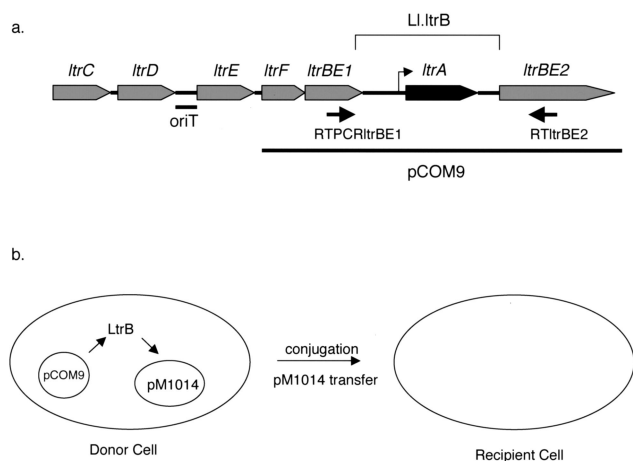 a.
Ll.ltrB
ltrC ltrD ltrE ltrF ltrBE1 ltrA ltrBE2
oriT
RTPCRltrBE1 RTltrBE2
pCOM9
b.
LtrB
pCOM9 pM1014
conjugation
pM1014 transfer
Donor Cell Recipient Cell